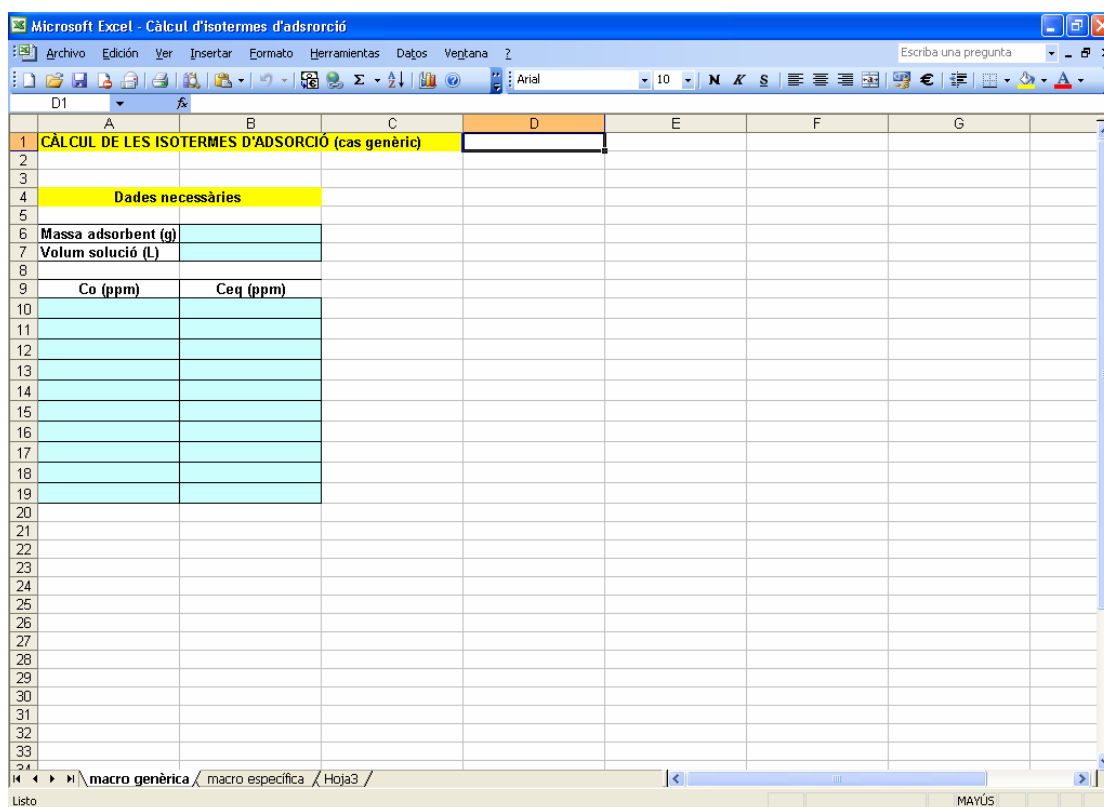 Microsoft Excel - Càlcul d'isotermes d'adsrorció
Archivo Edición Ver Insertar Formato Herramientas Datos Ventana ? Escriba una pregunta
Arial 10 N K S €
D1 fx
A B C D E F G
1 CÀLCUL DE LES ISOTERMES D'ADSORCIÓ (cas genèric)
2
3
4 Dades necessàries
5
6 Massa adsorbent (g)
7 Volum solució (L)
8
9 Co (ppm) Ceq (ppm)
10
11
12
13
14
15
16
17
18
19
20
21
22
23
24
25
26
27
28
29
30
31
32
33
34
macro genèrica / macro específica / Hoja3 /
Listo MAYÚS